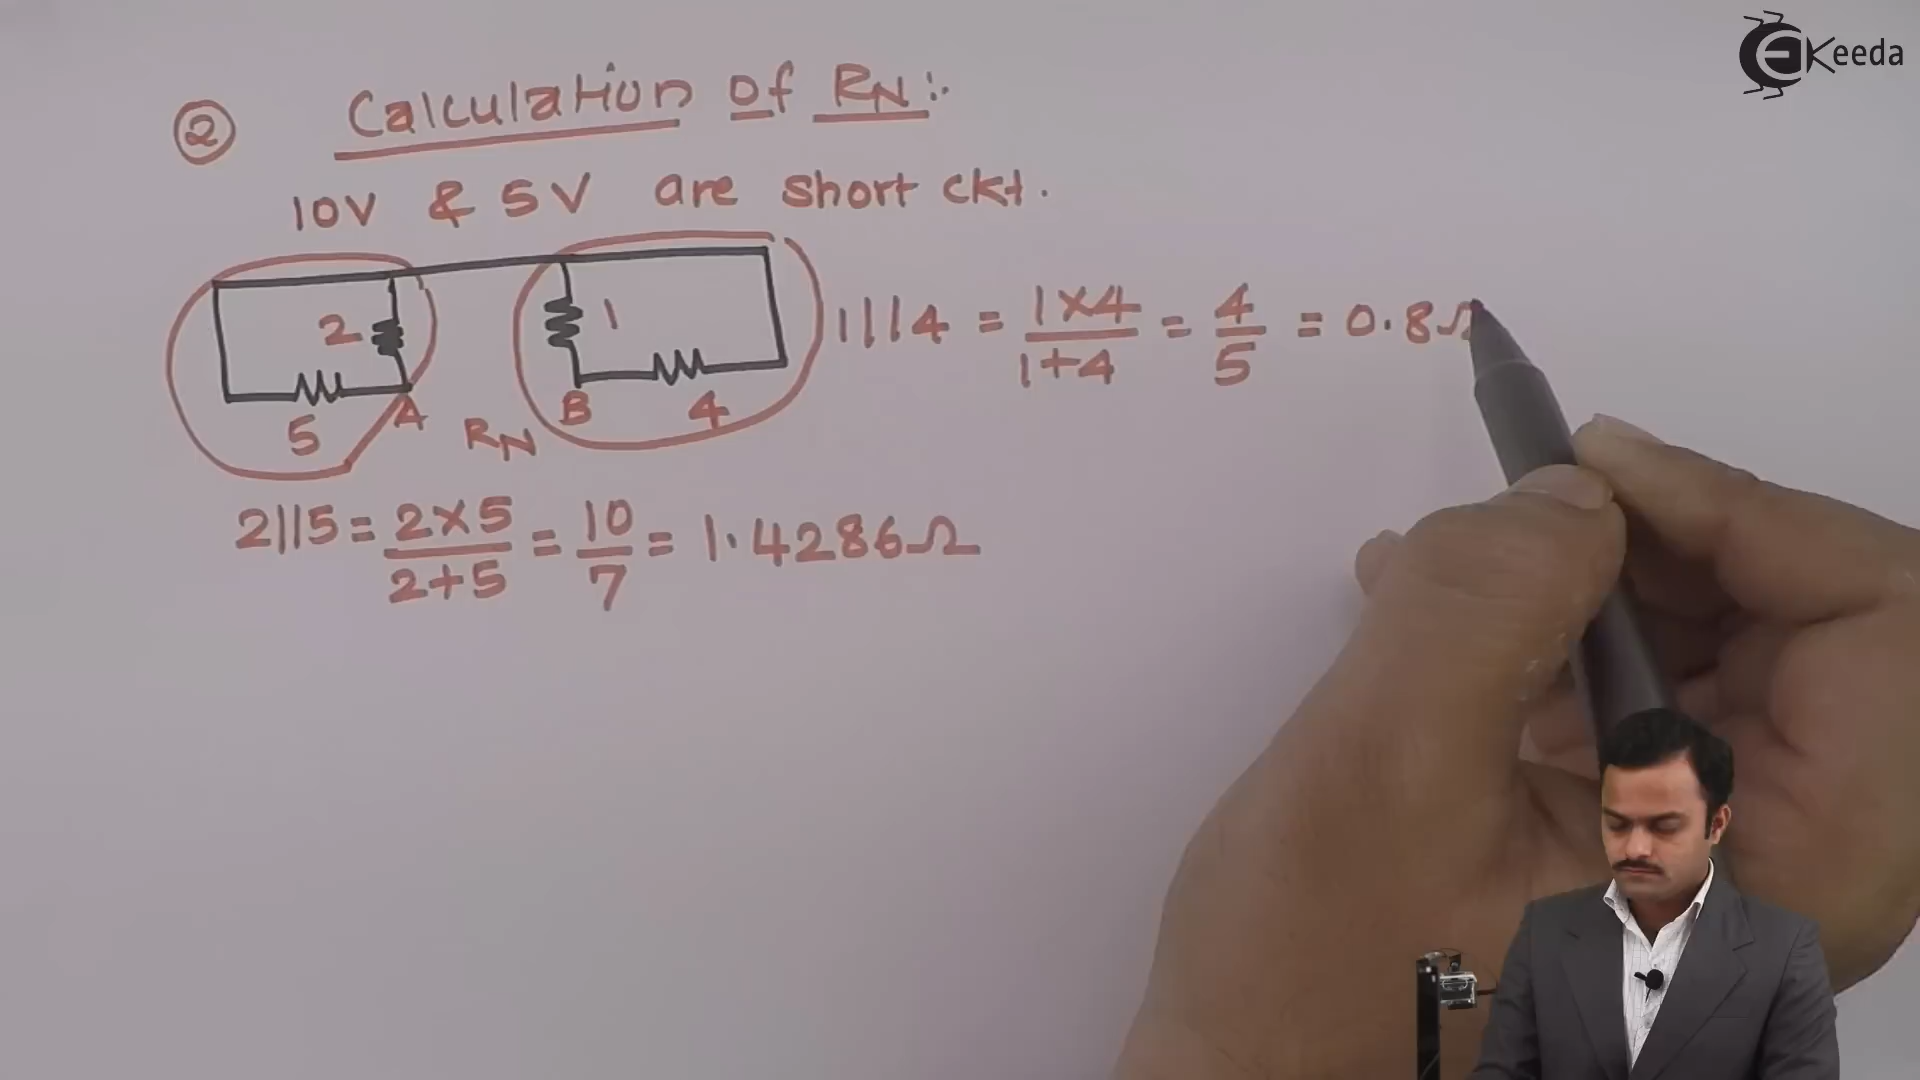 EKeeda
② Calculation of RN:
10V & 5V are short ckt.
2 1 1||4 = 1×4/1+4 = 4/5 = 0.8Ω
5 A RN B 4
2||5 = 2×5/2+5 = 10/7 = 1.4286Ω